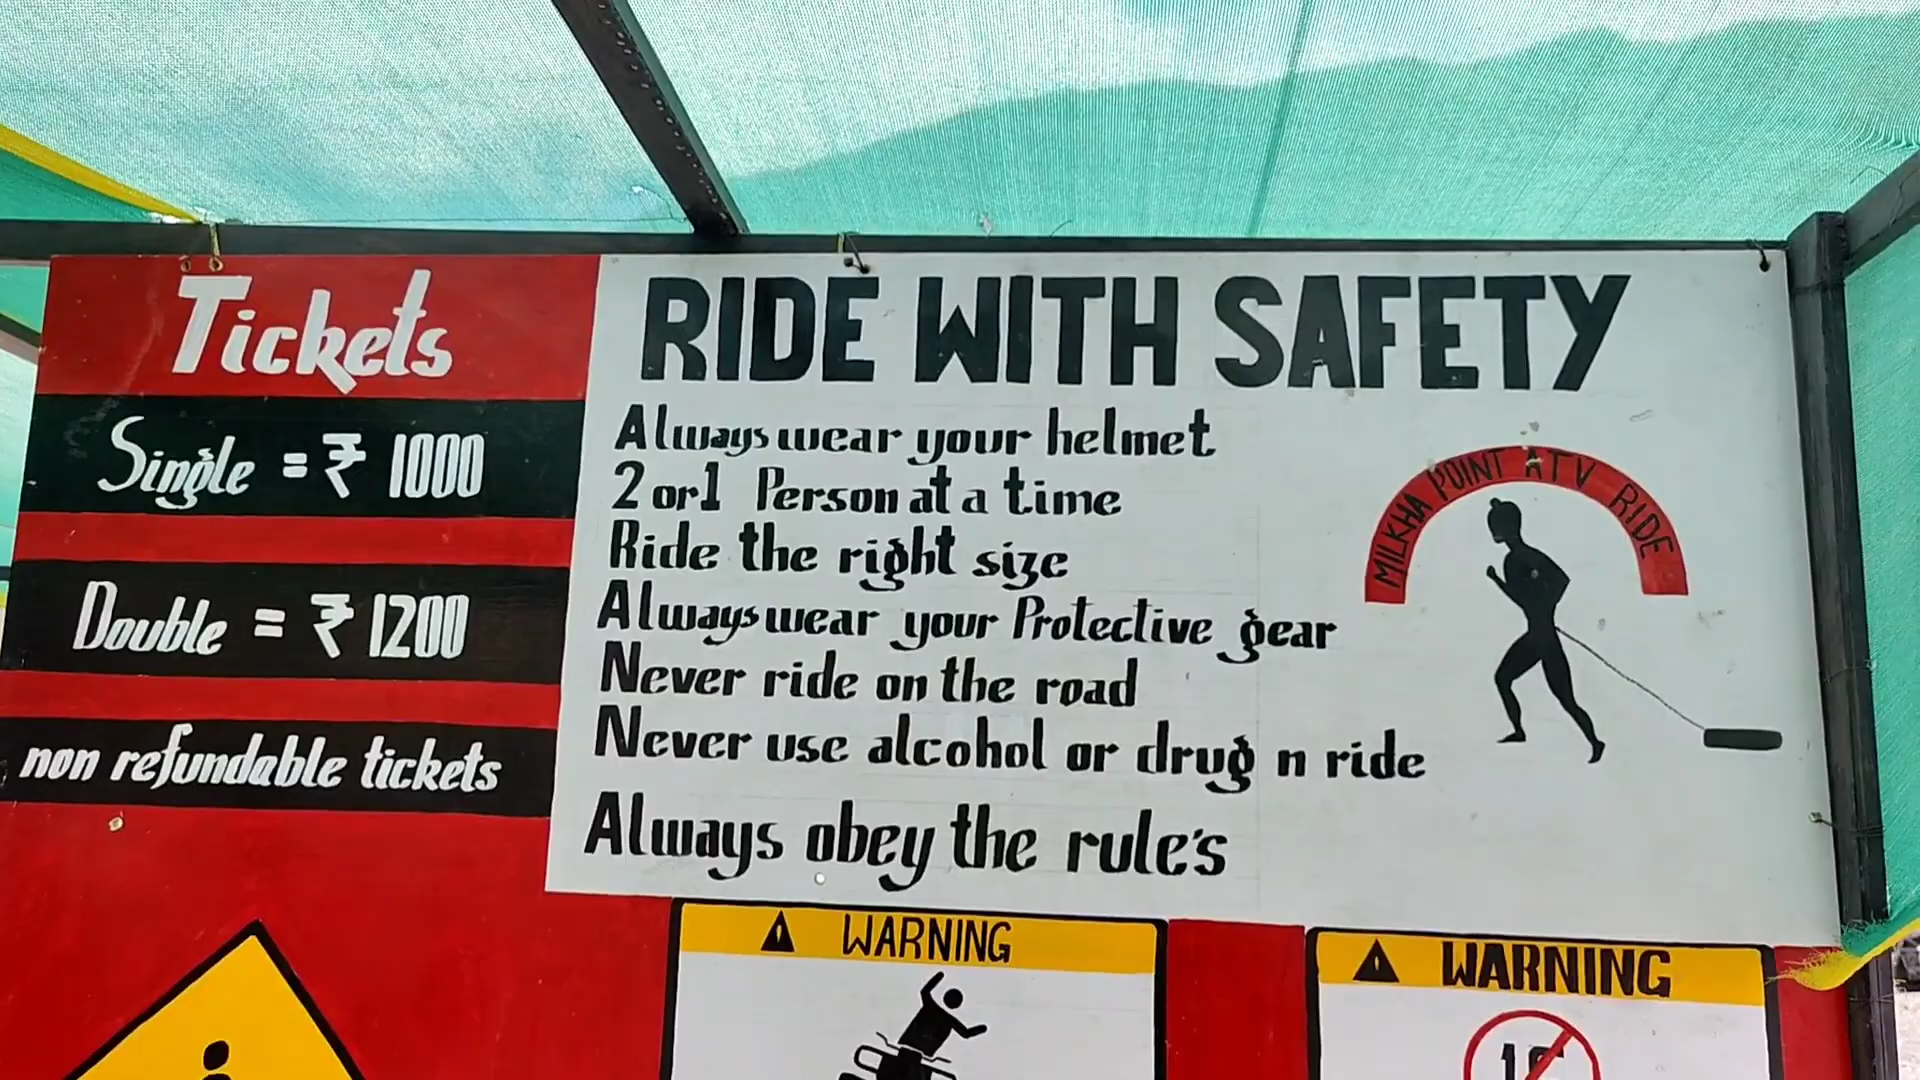 Tickets
Single = ₹ 1000
Double = ₹ 1200
non refundable tickets
RIDE WITH SAFETY
Always wear your helmet
2 or 1 Person at a time
Ride the right size
Always wear your Protective gear
Never ride on the road
Never use alcohol or drug n ride
Always obey the rule's
MILKHA POINT ATV RIDE
WARNING
WARNING